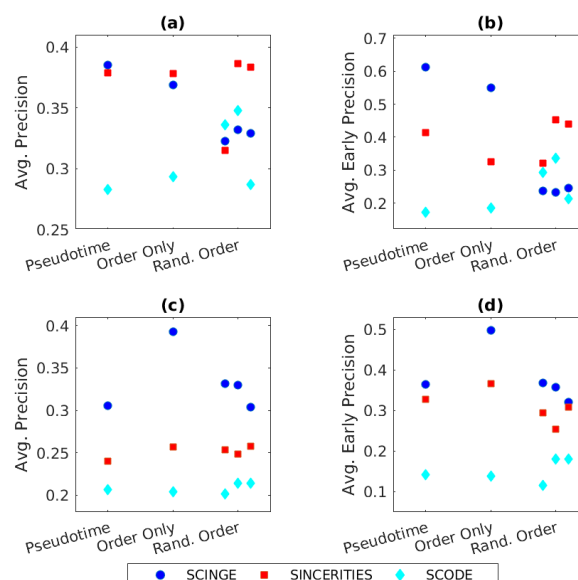 (a)
Avg. Precision
0.4
0.35
0.3
0.25
Pseudotime
Order Only
Rand. Order
(b)
Avg. Early Precision
0.7
0.6
0.5
0.4
0.3
0.2
Pseudotime
Order Only
Rand. Order
(c)
Avg. Precision
0.4
0.35
0.3
0.25
0.2
Pseudotime
Order Only
Rand. Order
(d)
Avg. Early Precision
0.5
0.4
0.3
0.2
0.1
Pseudotime
Order Only
Rand. Order
SCINGE SINCERITIES SCODE